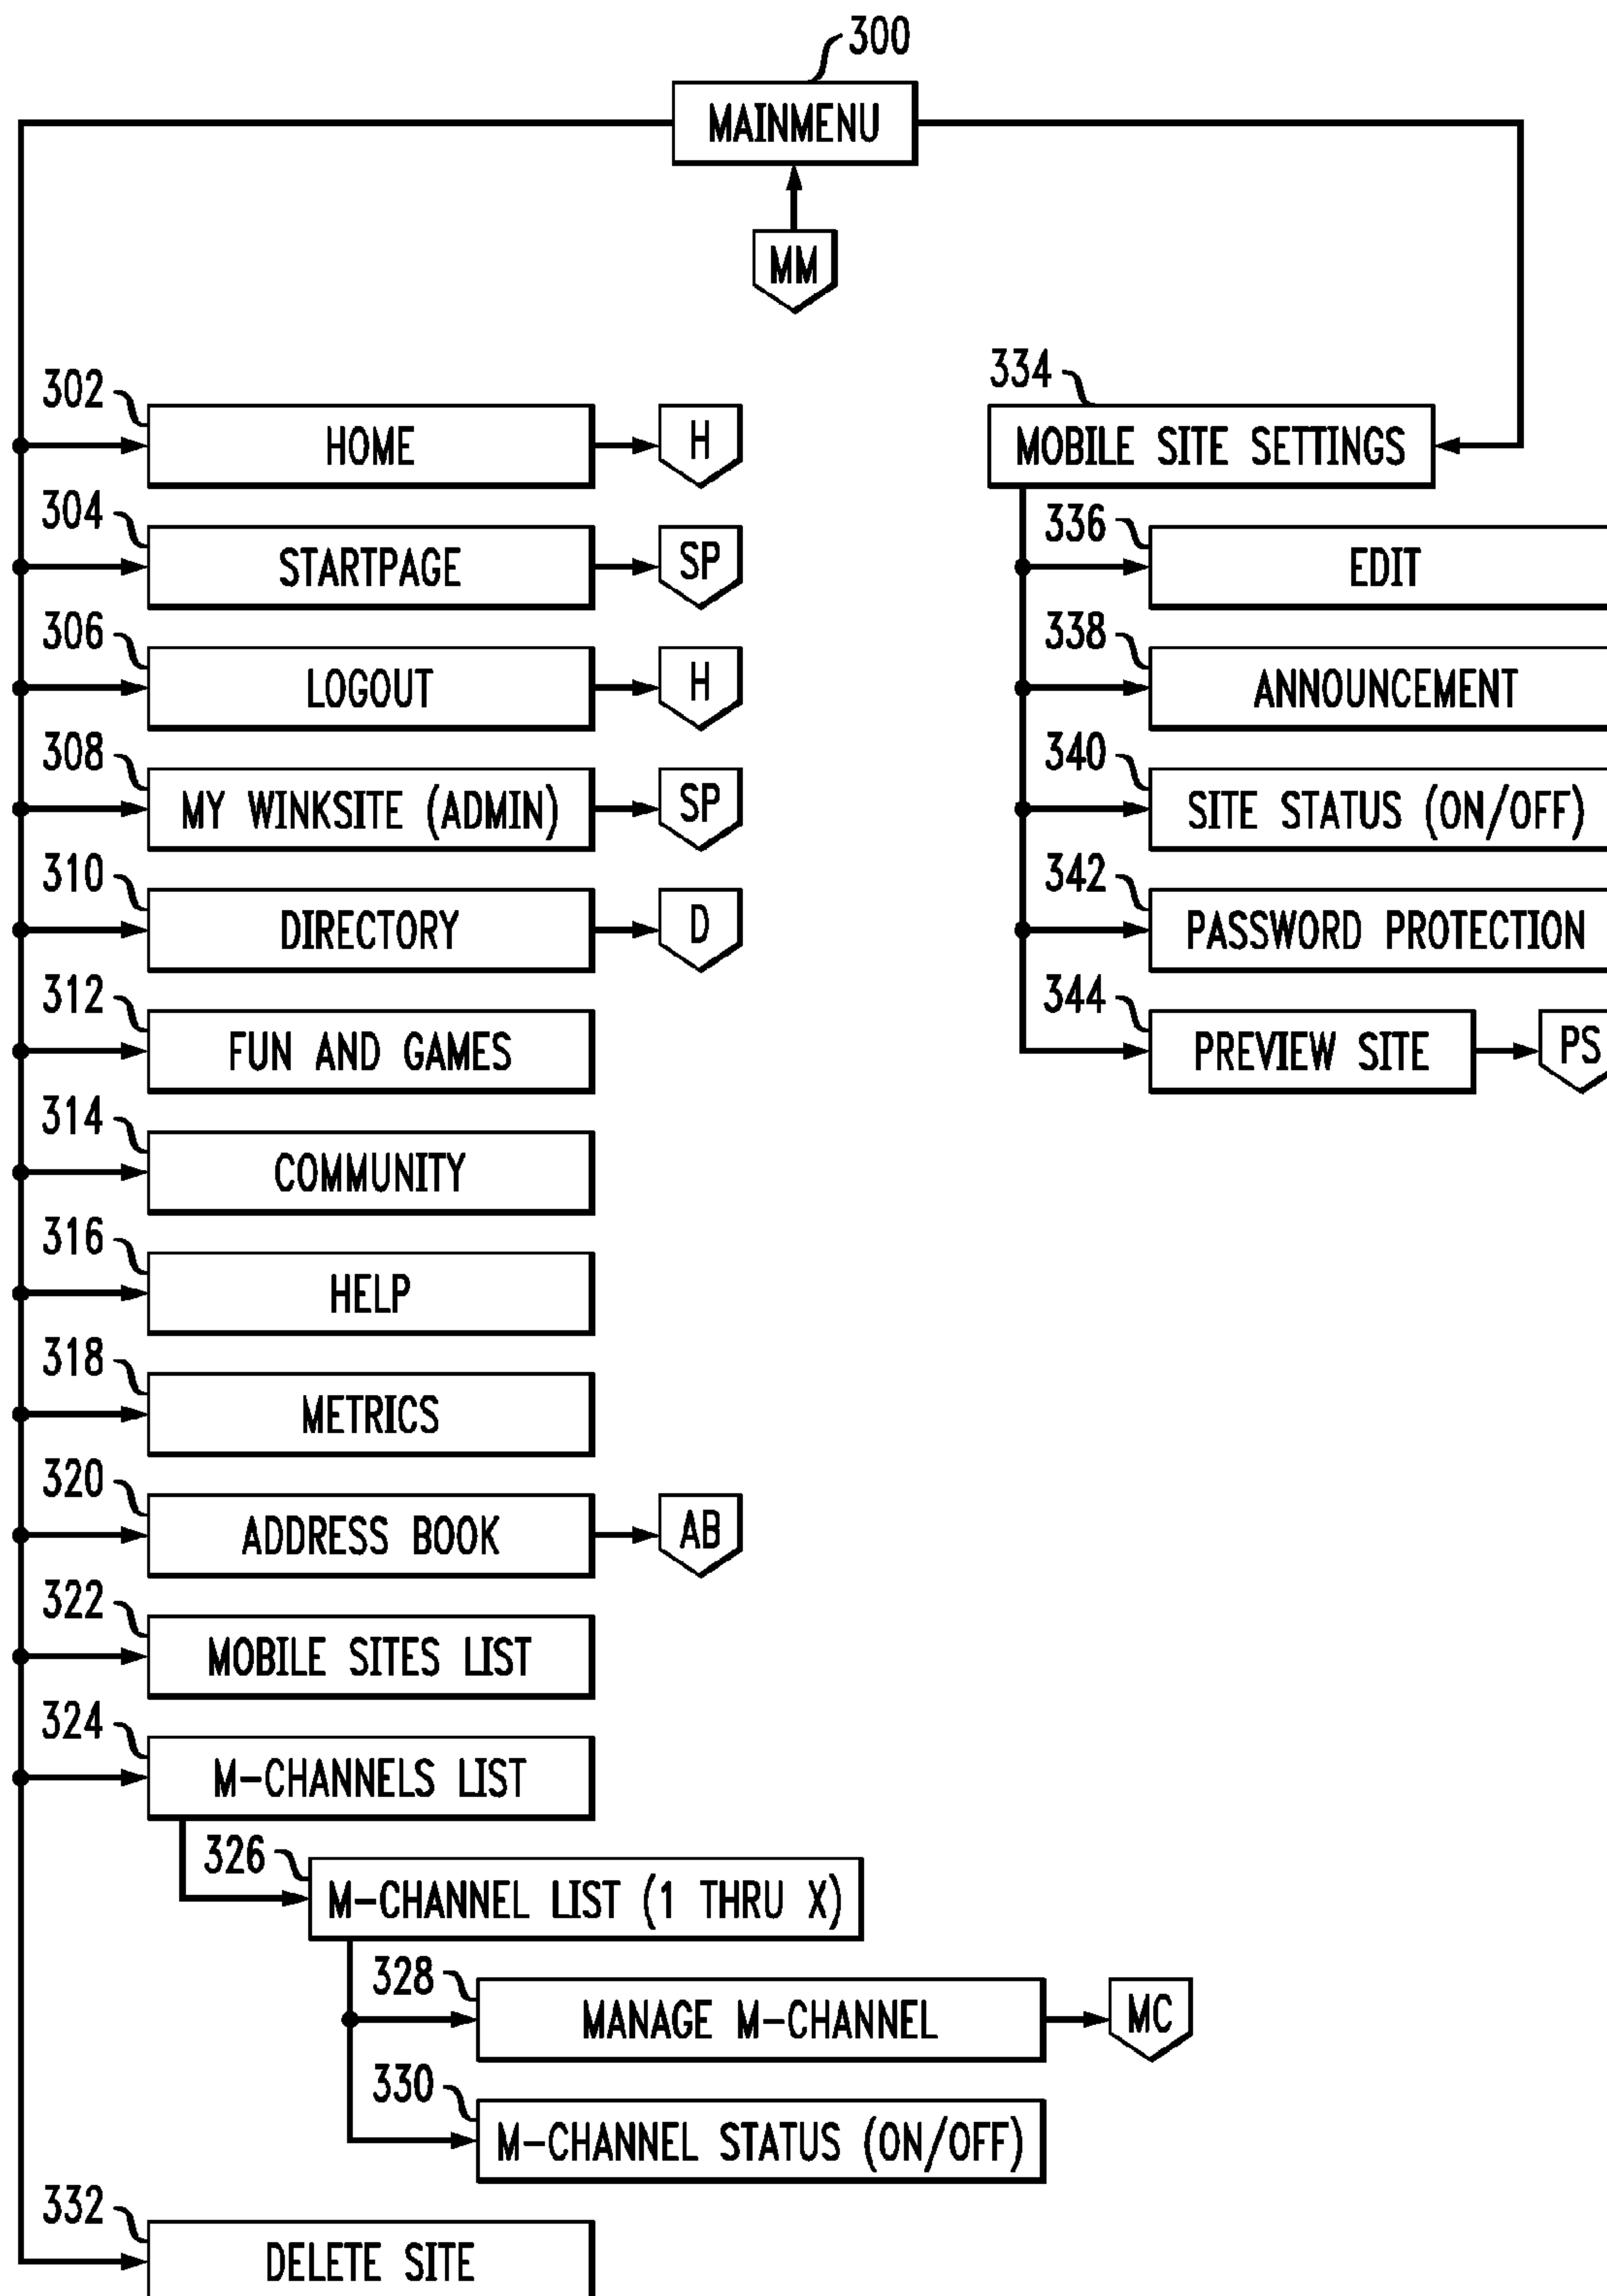 300
MAINMENU
MM
302
HOME
H
304
STARTPAGE
SP
306
LOGOUT
H
308
MY WINKSITE (ADMIN)
SP
310
DIRECTORY
D
312
FUN AND GAMES
314
COMMUNITY
316
HELP
318
METRICS
320
ADDRESS BOOK
AB
322
MOBILE SITES LIST
324
M-CHANNELS LIST
326
M-CHANNEL LIST (1 THRU X)
328
MANAGE M-CHANNEL
MC
330
M-CHANNEL STATUS (ON/OFF)
332
DELETE SITE
334
MOBILE SITE SETTINGS
336
EDIT
338
ANNOUNCEMENT
340
SITE STATUS (ON/OFF)
342
PASSWORD PROTECTION
344
PREVIEW SITE
PS